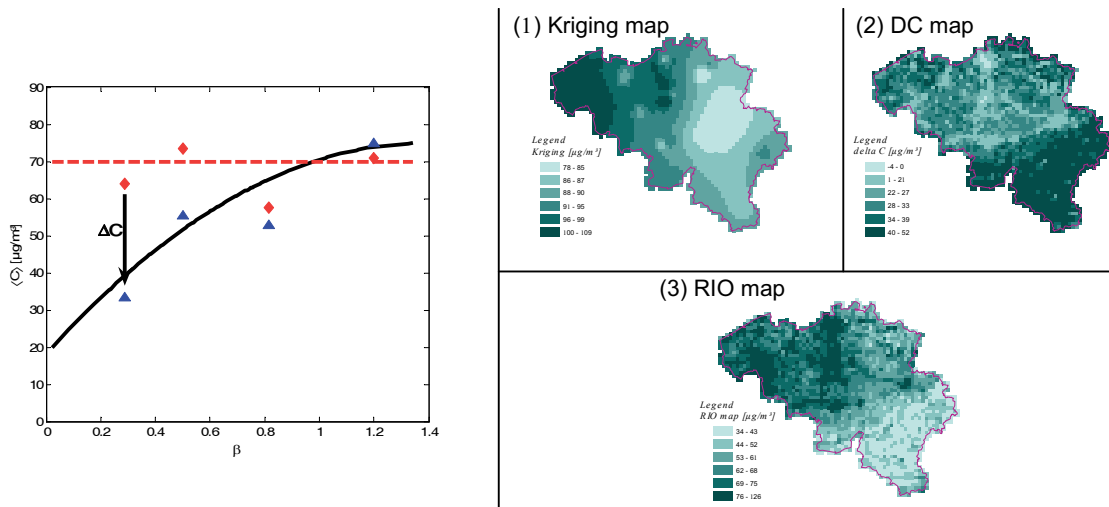 90
80
70
60
50
40
30
20
10
0
⟨C⟩ [µg/m³]
ΔC
0 0.2 0.4 0.6 0.8 1 1.2 1.4
β
(1) Kriging map
Legend
Kriging [µg/m³]
78 - 85
86 - 87
88 - 90
91 - 95
96 - 99
100 - 109
(2) DC map
Legend
delta C [µg/m³]
-4 - 0
1 - 21
22 - 27
28 - 33
34 - 39
40 - 52
(3) RIO map
Legend
RIO map [µg/m³]
34 - 43
44 - 52
53 - 61
62 - 68
69 - 75
76 - 126